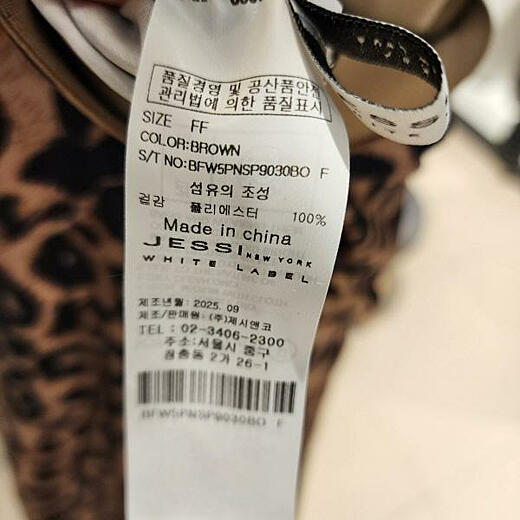 품질경영 및 공산품안전
관리법에 의한 품질표시
SIZE FF
COLOR:BROWN
S/T NO:BFW5PNSP9030BO F
섬유의 조성
겉감 폴리에스터 100%
Made in china
JESSI NEW YORK
WHITE LABEL
제조년월: 2025. 09
제조/판매원: (주)제시앤코
TEL : 02-3406-2300
주소:서울시 중구
장충동 2가 26-1
BFW5PNSP9030BO F